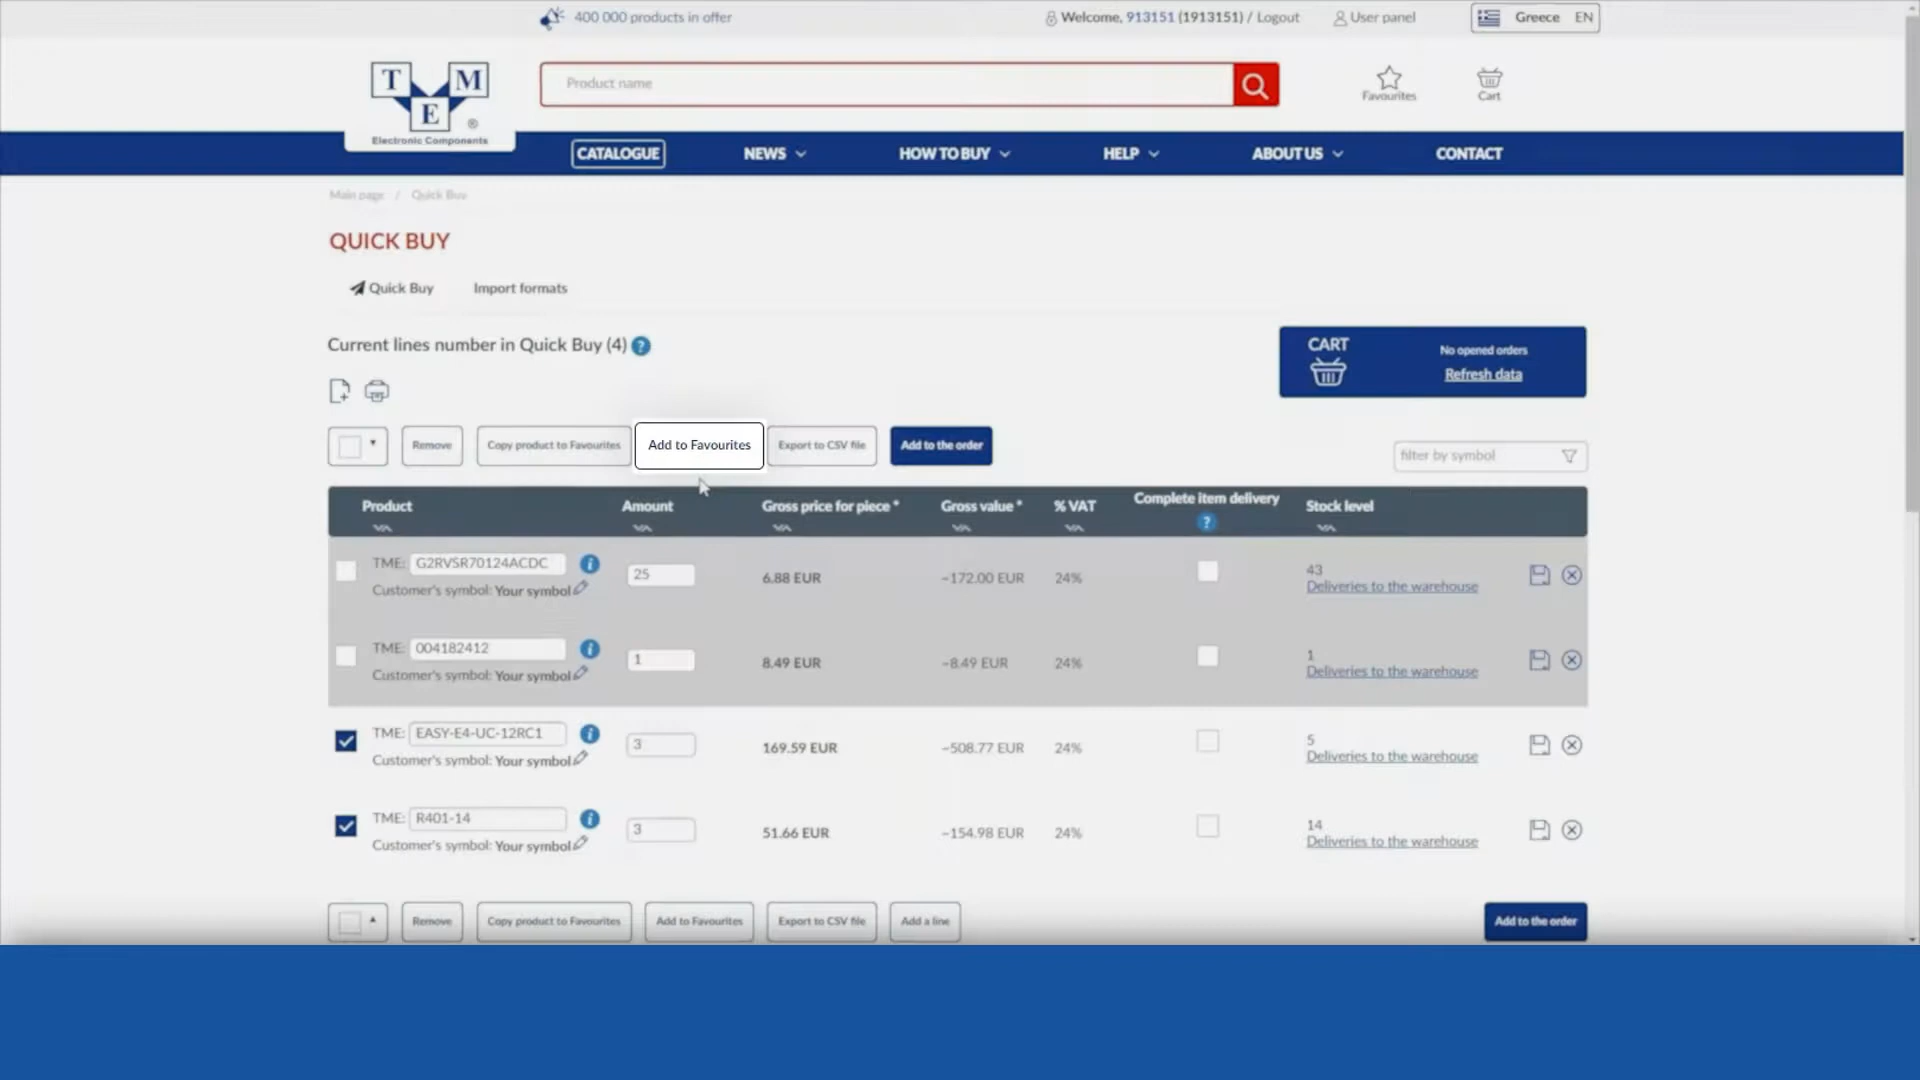 400 000 products in offer
Welcome, 913151 (1913151) / Logout
User panel
Greece EN
T M E ®
Electronic Components
Product name
Favourites
Cart
CATALOGUE
NEWS
HOW TO BUY
HELP
ABOUT US
CONTACT
Main page / Quick Buy
QUICK BUY
Quick Buy
Import formats
Current lines number in Quick Buy (4) ?
CART
No opened orders
Refresh data
Remove
Copy product to Favourites
Add to Favourites
Export to CSV file
Add to the order
filter by symbol
Product
Amount
Gross price for piece *
Gross value *
% VAT
Complete item delivery
?
Stock level
TME: G2RVSR70124ACDC i
Customer's symbol: Your symbol
25
6.88 EUR
~172.00 EUR
24%
43
Deliveries to the warehouse
TME: 004182412 i
Customer's symbol: Your symbol
1
8.49 EUR
~8.49 EUR
24%
1
Deliveries to the warehouse
TME: EASY-E4-UC-12RC1 i
Customer's symbol: Your symbol
3
169.59 EUR
~508.77 EUR
24%
5
Deliveries to the warehouse
TME: R401-14 i
Customer's symbol: Your symbol
3
51.66 EUR
~154.98 EUR
24%
14
Deliveries to the warehouse
Remove
Copy product to Favourites
Add to Favourites
Export to CSV file
Add a line
Add to the order